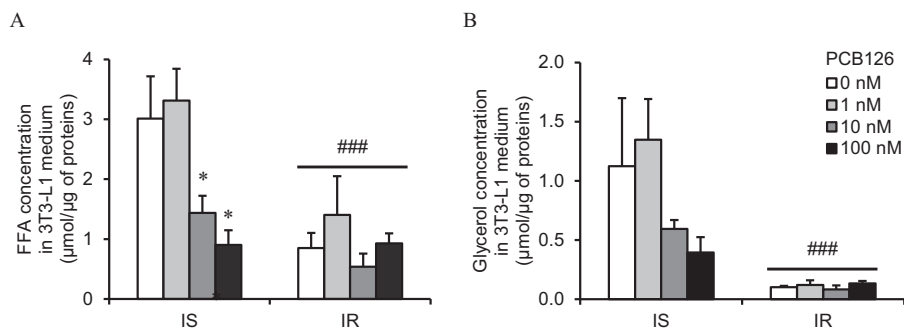 A
FFA concentration
in 3T3-L1 medium
(µmol/µg of proteins)
4
3
2
1
0
*
*
###
IS
IR
B
Glycerol concentration
in 3T3-L1 medium
(µmol/µg of proteins)
2.0
1.5
1.0
0.5
0.0
###
IS
IR
PCB126
0 nM
1 nM
10 nM
100 nM